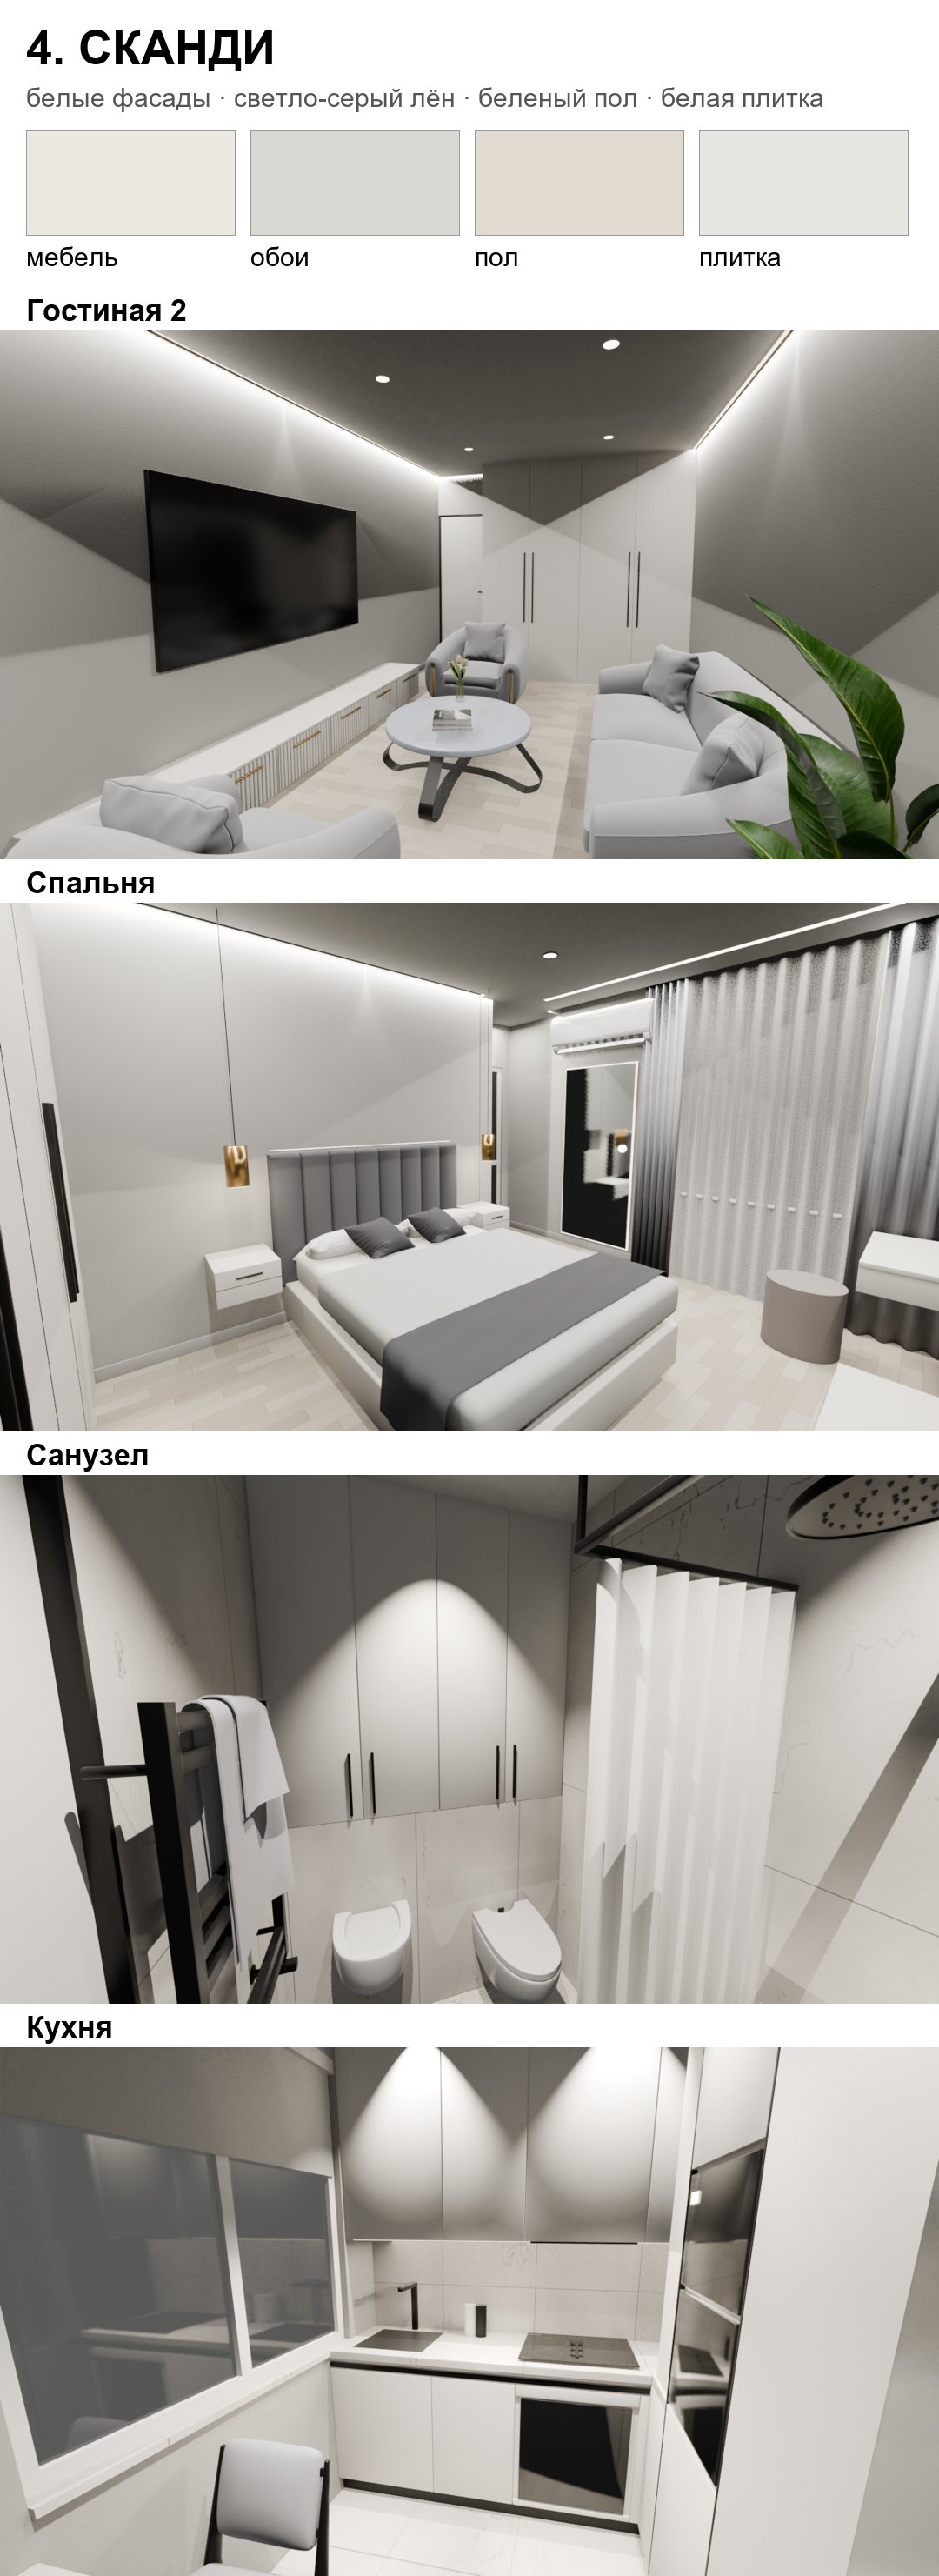 4. СКАНДИ
белые фасады · светло-серый лён · беленый пол · белая плитка
мебель обои пол плитка
Гостиная 2
Спальня
Санузел
Кухня